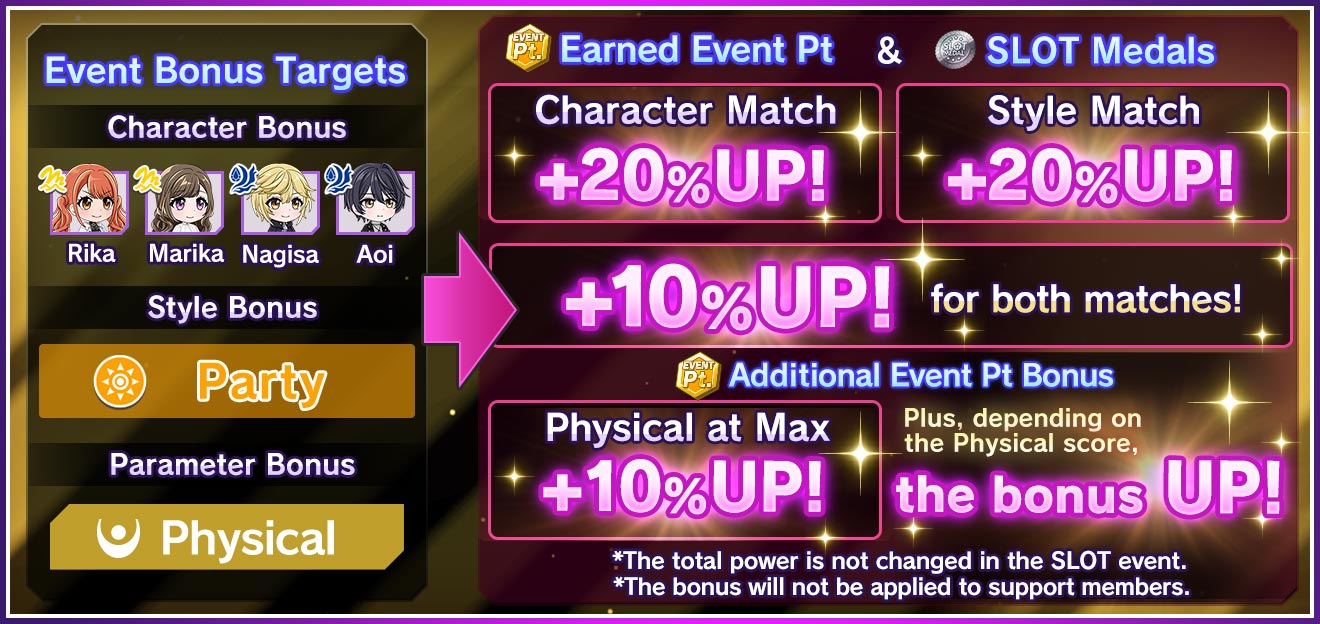 Event Bonus Targets
Character Bonus
Rika Marika Nagisa Aoi
Style Bonus
Party
Parameter Bonus
Physical
EVENT Pt. Earned Event Pt & SLOT MEDAL SLOT Medals
Character Match
+20%UP!
Style Match
+20%UP!
+10%UP! for both matches!
EVENT Pt. Additional Event Pt Bonus
Physical at Max
+10%UP!
Plus, depending on
the Physical score,
the bonus UP!
*The total power is not changed in the SLOT event.
*The bonus will not be applied to support members.